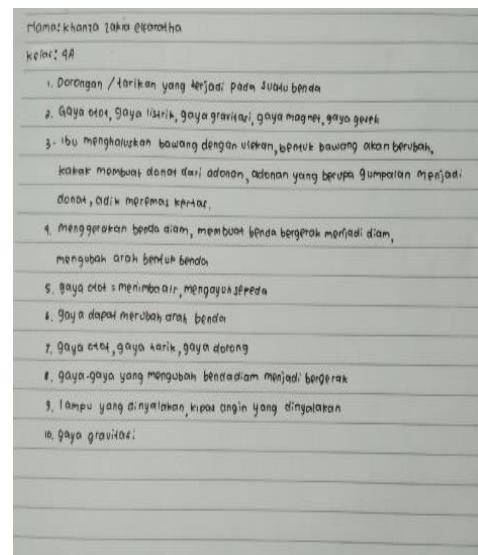 Nama: Khanza Zahra elfarotha
Kelas: 4A
1. Dorongan / tarikan yang terjadi pada suatu benda
2. Gaya otot, gaya listrik, gaya gravitasi, gaya magnet, gaya gesek
3. ibu menghaluskan bawang dengan ulekan, bentuk bawang akan berubah,
kakak membuat donat dari adonan, adonan yang berupa gumpalan menjadi
donat, adik meremas kertas.
4. menggerakan benda diam, membuat benda bergerak menjadi diam,
mengubah arah bentuk benda
5. gaya otot = menimba air, mengayuh sepeda
6. gaya dapat merubah arah benda
7. gaya otot, gaya tarik, gaya dorong
8. gaya-gaya yang mengubah benda diam menjadi bergerak
9. lampu yang dinyalakan, kipas angin yang dinyalakan
10. gaya gravitasi